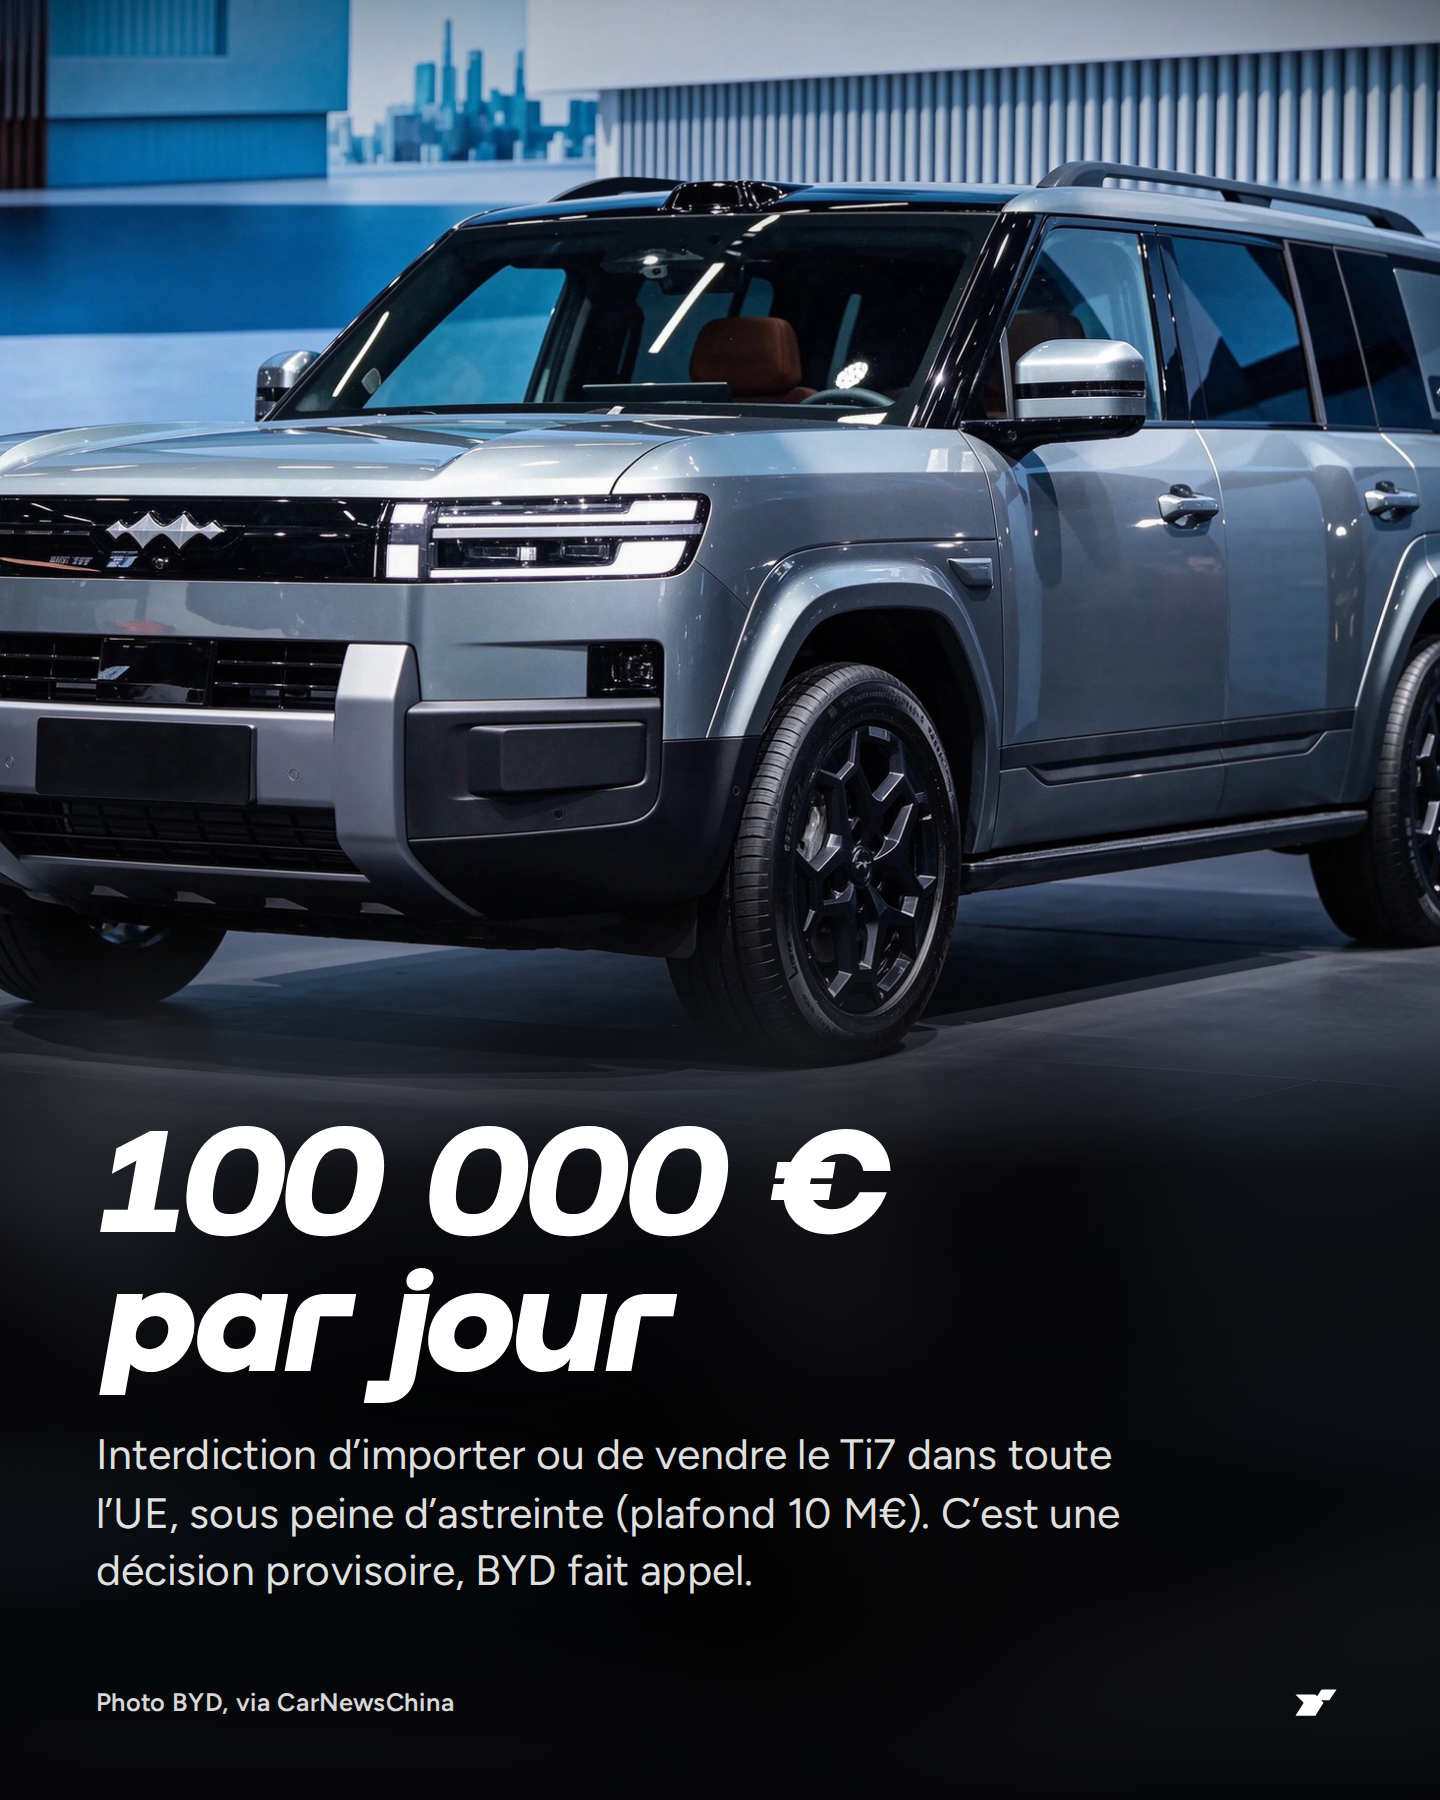 100 000 €
par jour
Interdiction d’importer ou de vendre le Ti7 dans toute
l’UE, sous peine d’astreinte (plafond 10 M€). C’est une
décision provisoire, BYD fait appel.
Photo BYD, via CarNewsChina